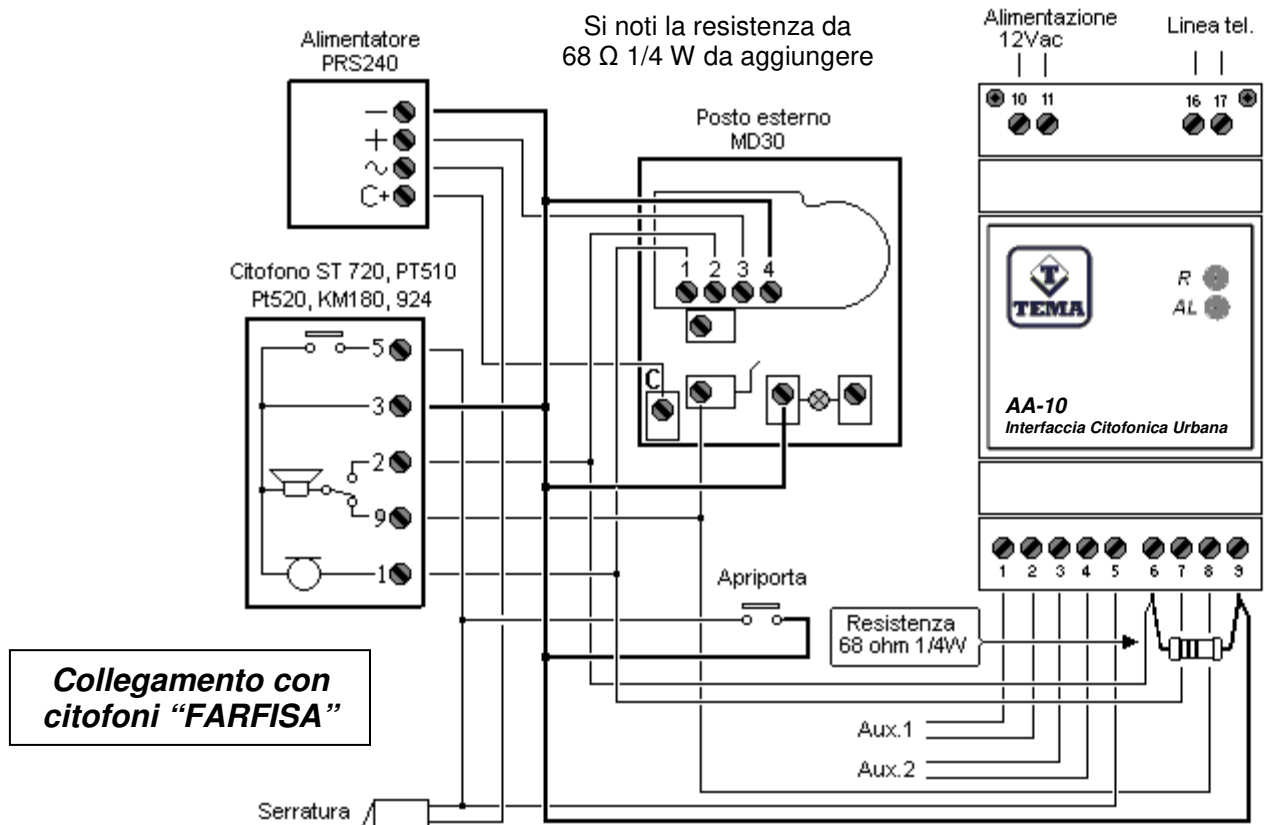 Si noti la resistenza da
68 Ω 1/4 W da aggiungere
Alimentatore
PRS240
−
+
~
C+
Citofono ST 720, PT510
Pt520, KM180, 924
5
3
2
9
1
Posto esterno
MD30
1 2 3 4
C
Alimentazione
12Vac
Linea tel.
10 11 16 17
TEMA
R
AL
AA-10
Interfaccia Citofonica Urbana
1 2 3 4 5 6 7 8 9
Apriporta
Resistenza
68 ohm 1/4W
Aux.1
Aux.2
Collegamento con
citofoni “FARFISA”
Serratura